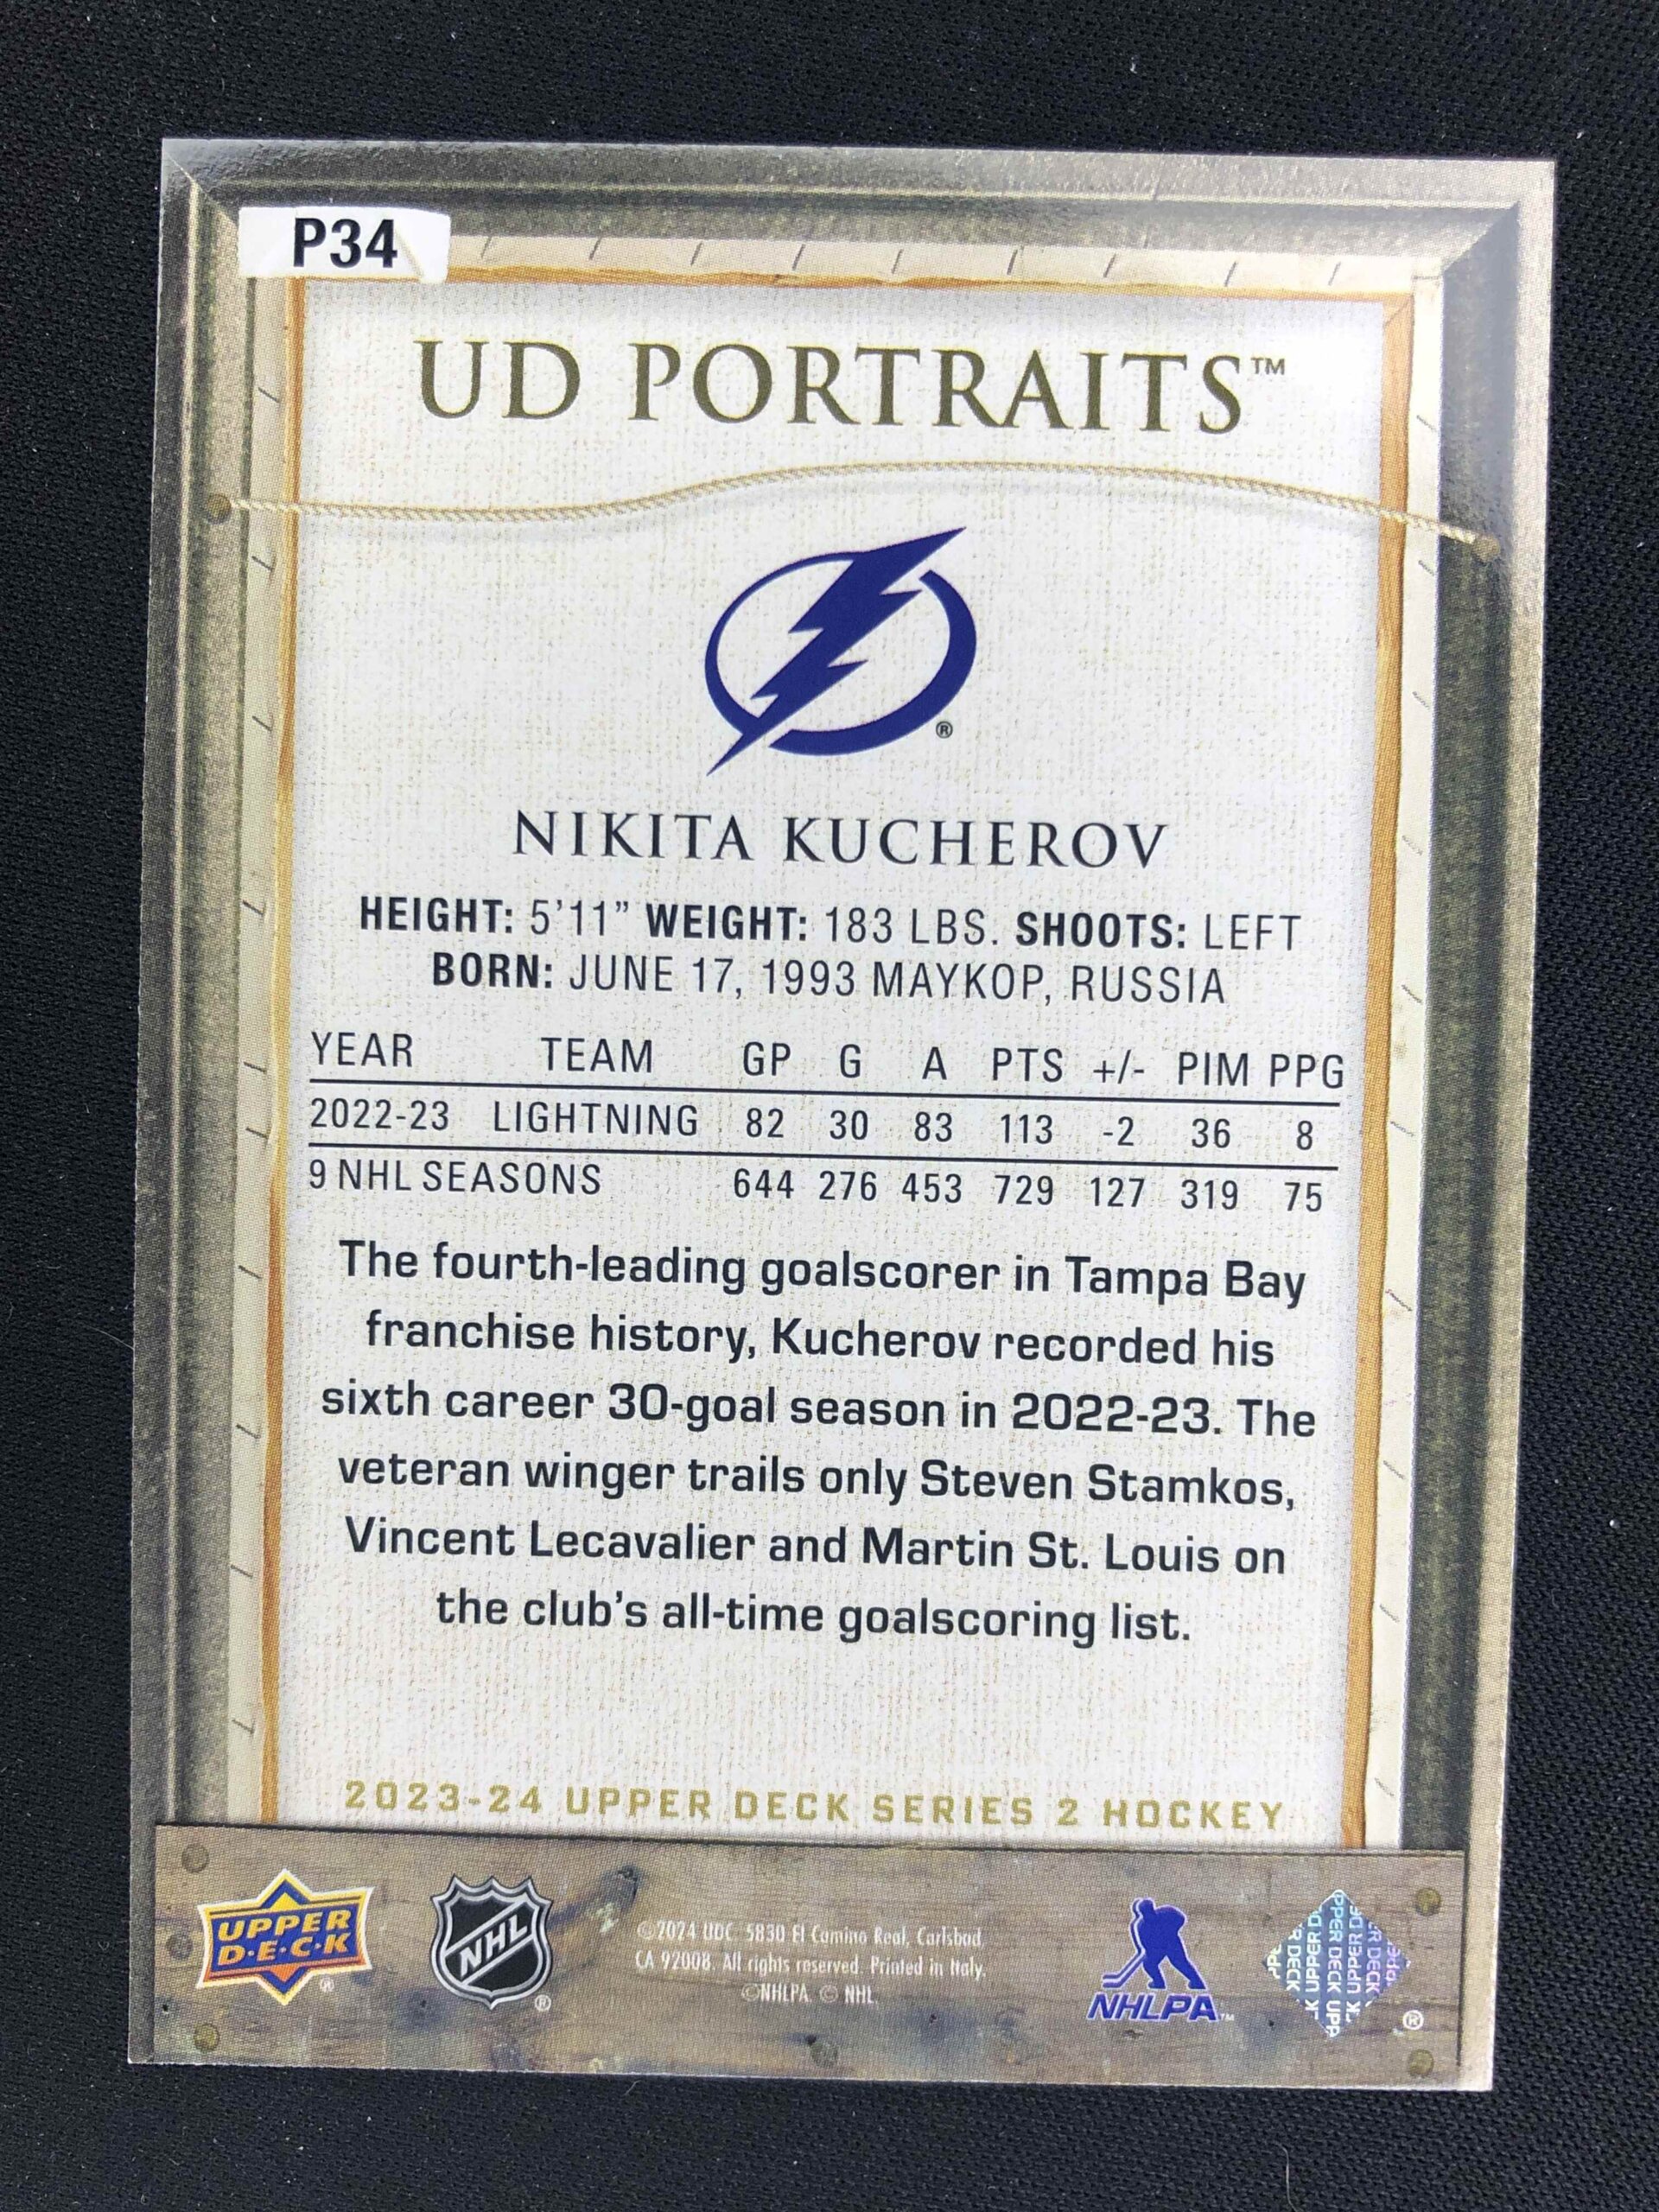 P34
UD PORTRAITS™
®
NIKITA KUCHEROV
HEIGHT: 5'11” WEIGHT: 183 LBS. SHOOTS: LEFT
BORN: JUNE 17, 1993 MAYKOP, RUSSIA
YEAR TEAM GP G A PTS +/- PIM PPG
2022-23 LIGHTNING 82 30 83 113 -2 36 8
9 NHL SEASONS 644 276 453 729 127 319 75
The fourth-leading goalscorer in Tampa Bay
franchise history, Kucherov recorded his
sixth career 30-goal season in 2022-23. The
veteran winger trails only Steven Stamkos,
Vincent Lecavalier and Martin St. Louis on
the club's all-time goalscoring list.
2023-24 UPPER DECK SERIES 2 HOCKEY
UPPER
D•E•C•K
®
NHL
®
©2024 UDC. 5830 El Camino Real, Carlsbad,
CA 92008. All rights reserved. Printed in Italy.
©NHLPA. © NHL.
NHLPA™
UPPER DECK
®